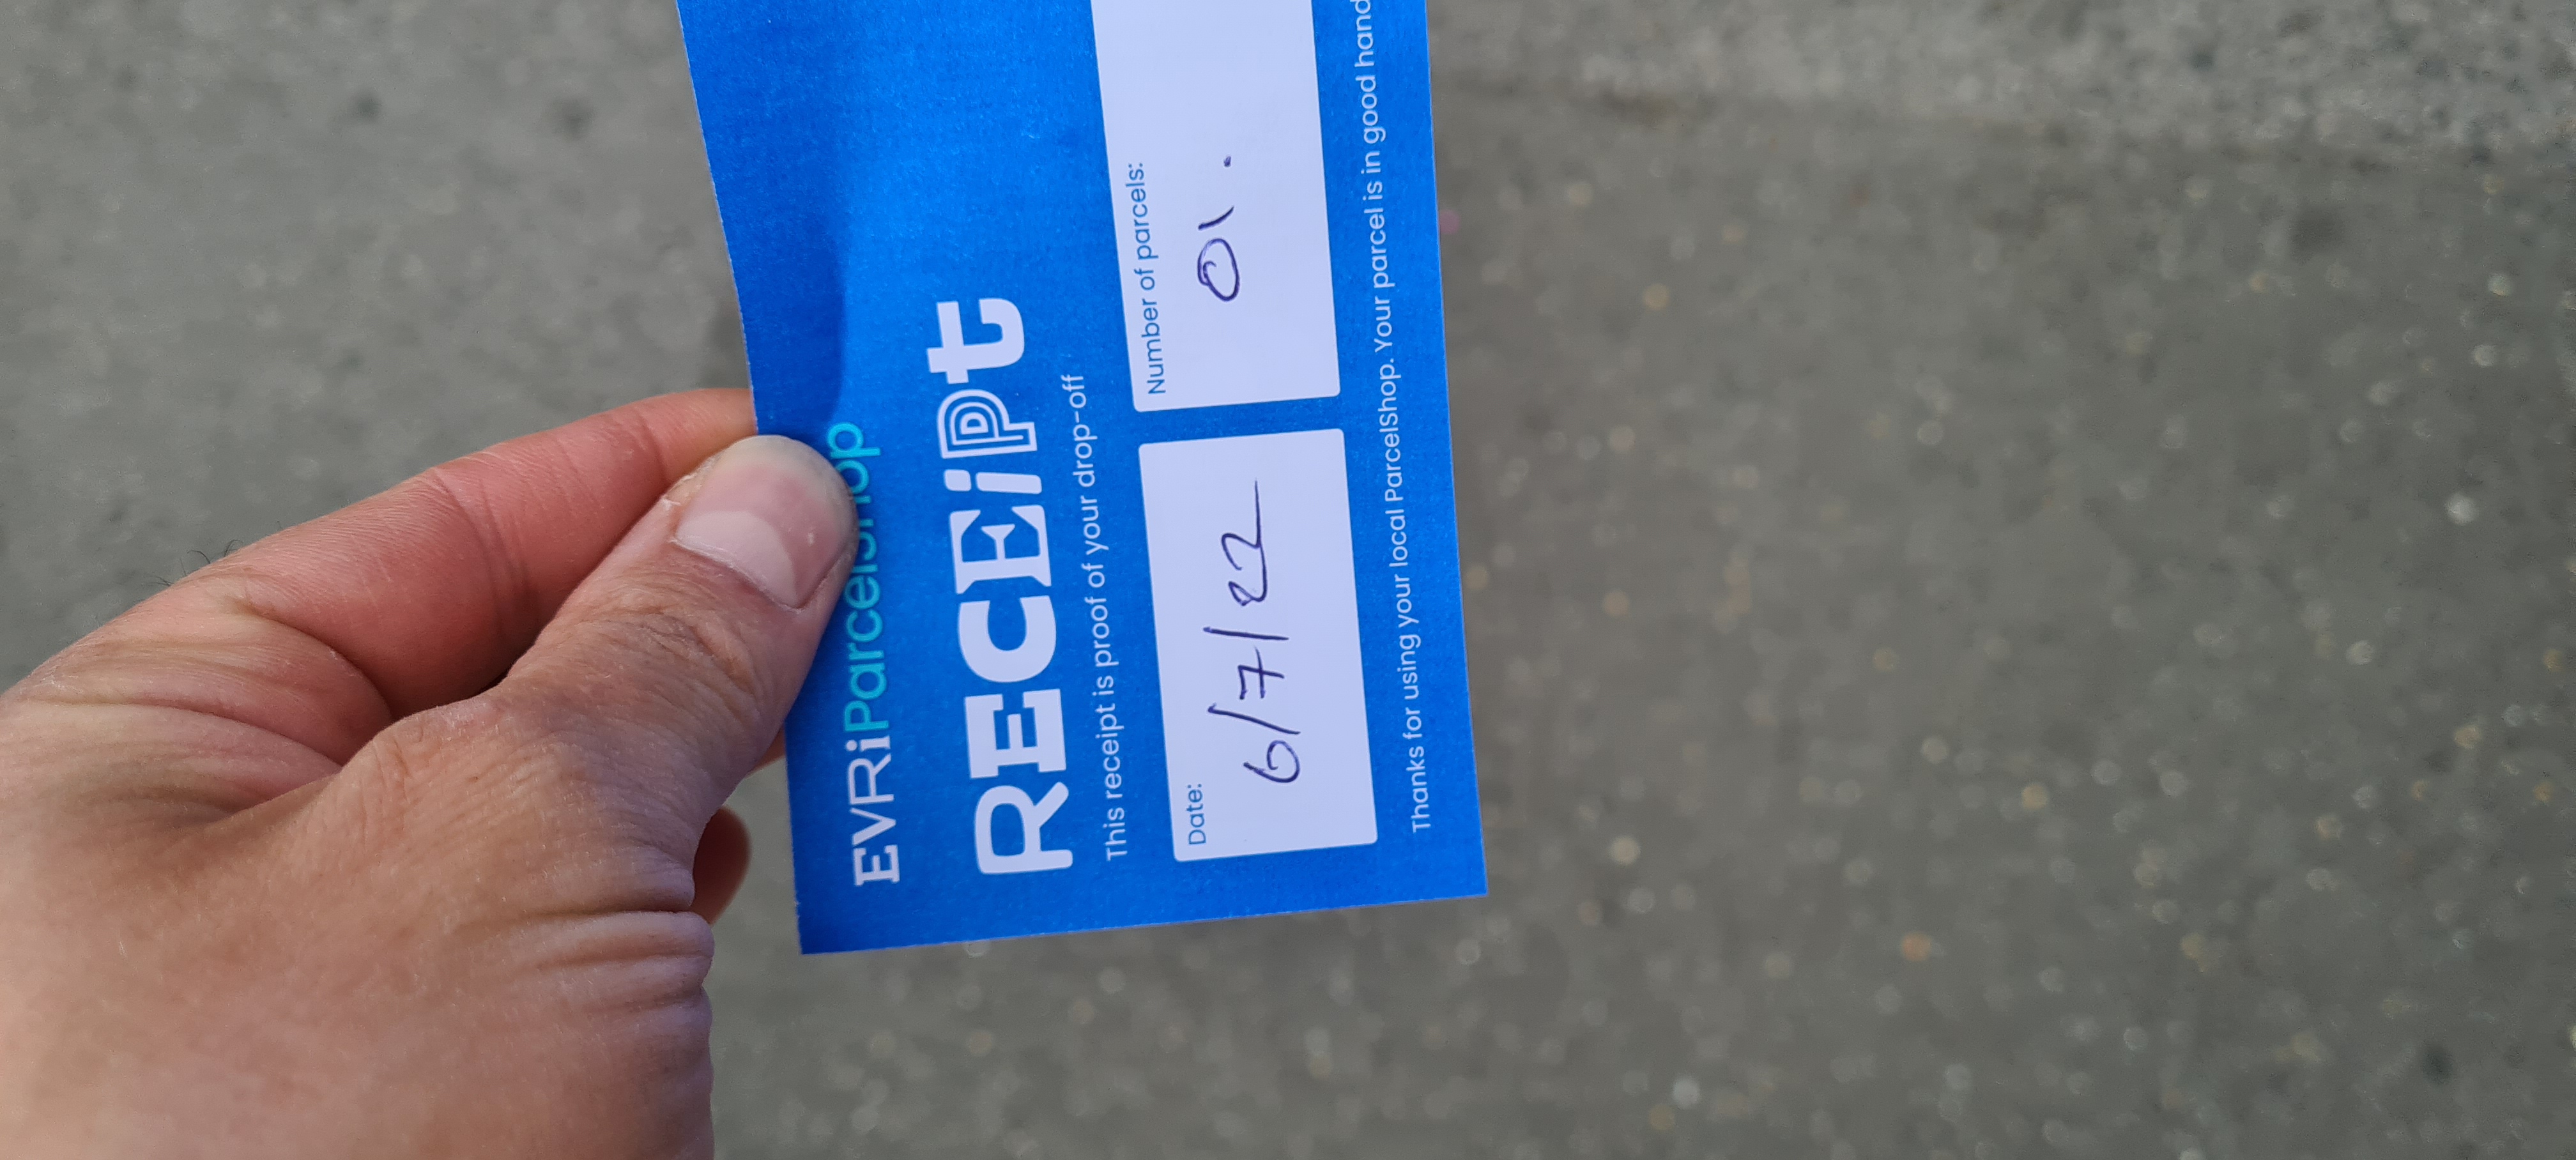 EVRi ParcelShop
RECEipt
This receipt is proof of your drop-off
Date:
6/7/22
Number of parcels:
01.
Thanks for using your local ParcelShop. Your parcel is in good hand